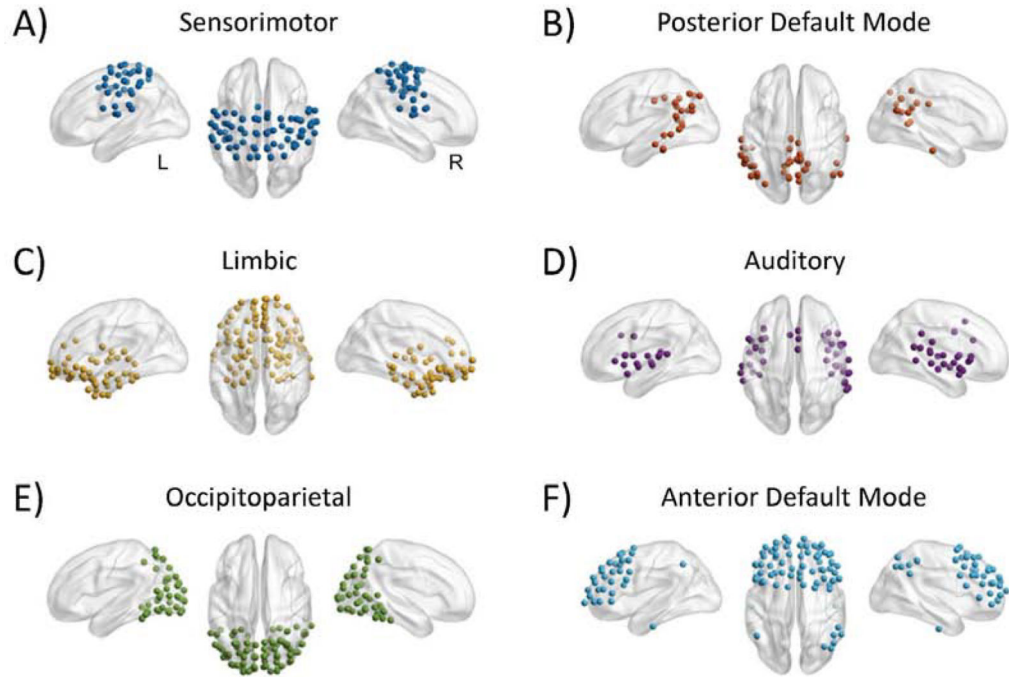 A) Sensorimotor
B) Posterior Default Mode
L
R
C) Limbic
D) Auditory
E) Occipitoparietal
F) Anterior Default Mode